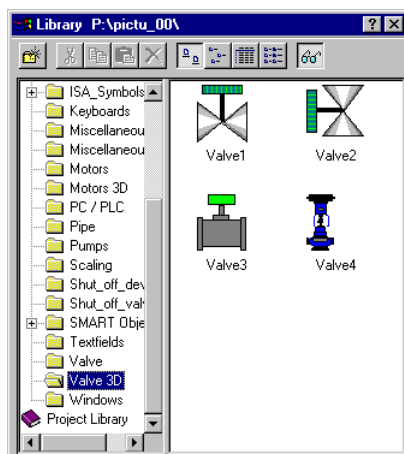 Library P:\pictu_00\
ISA_Symbols
Keyboards
Miscellaneou
Miscellaneou
Motors
Motors 3D
PC / PLC
Pipe
Pumps
Scaling
Shut_off_dev
Shut_off_valv
SMART Obje
Textfields
Valve
Valve 3D
Windows
Project Library
Valve1
Valve2
Valve3
Valve4